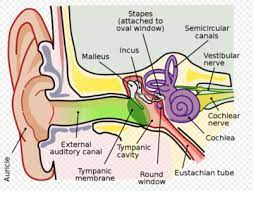 Stapes
(attached to
oval window)
Semicircular
canals
Incus
Malleus
Vestibular
nerve
Cochlear
nerve
Cochlea
External
auditory canal
Tympanic
cavity
Tympanic
membrane
Round
window
Eustachian tube
Auricle